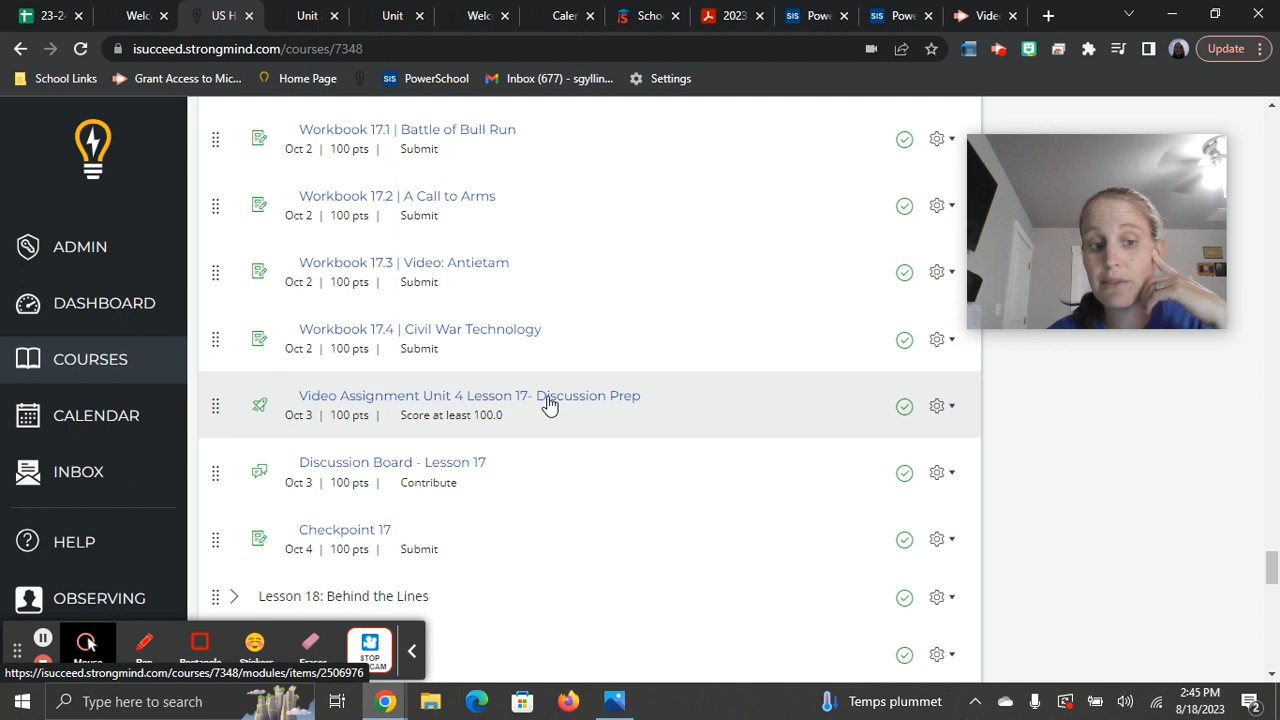 23-24
Welco
US H
Unit
Unit
Welc
Caler
Scho
2023
Powe
Powe
Vide
isucceed.strongmind.com/courses/7348
Update
School Links
Grant Access to Mic...
Home Page
SIS PowerSchool
Inbox (677) - sgyllin...
Settings
ADMIN
DASHBOARD
COURSES
CALENDAR
INBOX
HELP
OBSERVING
Workbook 17.1 | Battle of Bull Run
Oct 2 | 100 pts | Submit
Workbook 17.2 | A Call to Arms
Oct 2 | 100 pts | Submit
Workbook 17.3 | Video: Antietam
Oct 2 | 100 pts | Submit
Workbook 17.4 | Civil War Technology
Oct 2 | 100 pts | Submit
Video Assignment Unit 4 Lesson 17- Discussion Prep
Oct 3 | 100 pts | Score at least 100.0
Discussion Board - Lesson 17
Oct 3 | 100 pts | Contribute
Checkpoint 17
Oct 4 | 100 pts | Submit
Lesson 18: Behind the Lines
STOP
https://isucceed.strongmind.com/courses/7348/modules/items/2506976
Type here to search
Temps plummet
2:45 PM
8/18/2023
2